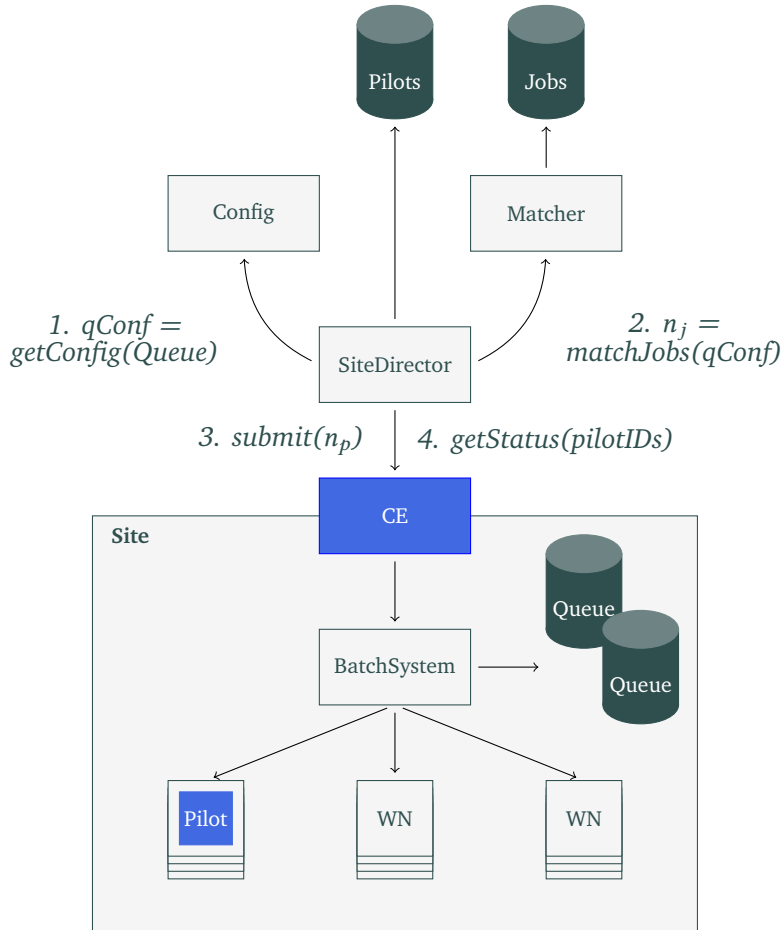 Pilots
Jobs
Config
Matcher
1. qConf =
getConfig(Queue)
2. n_j =
matchJobs(qConf)
SiteDirector
3. submit(n_p)
4. getStatus(pilotIDs)
CE
Site
Queue
BatchSystem
Queue
Pilot
WN
WN